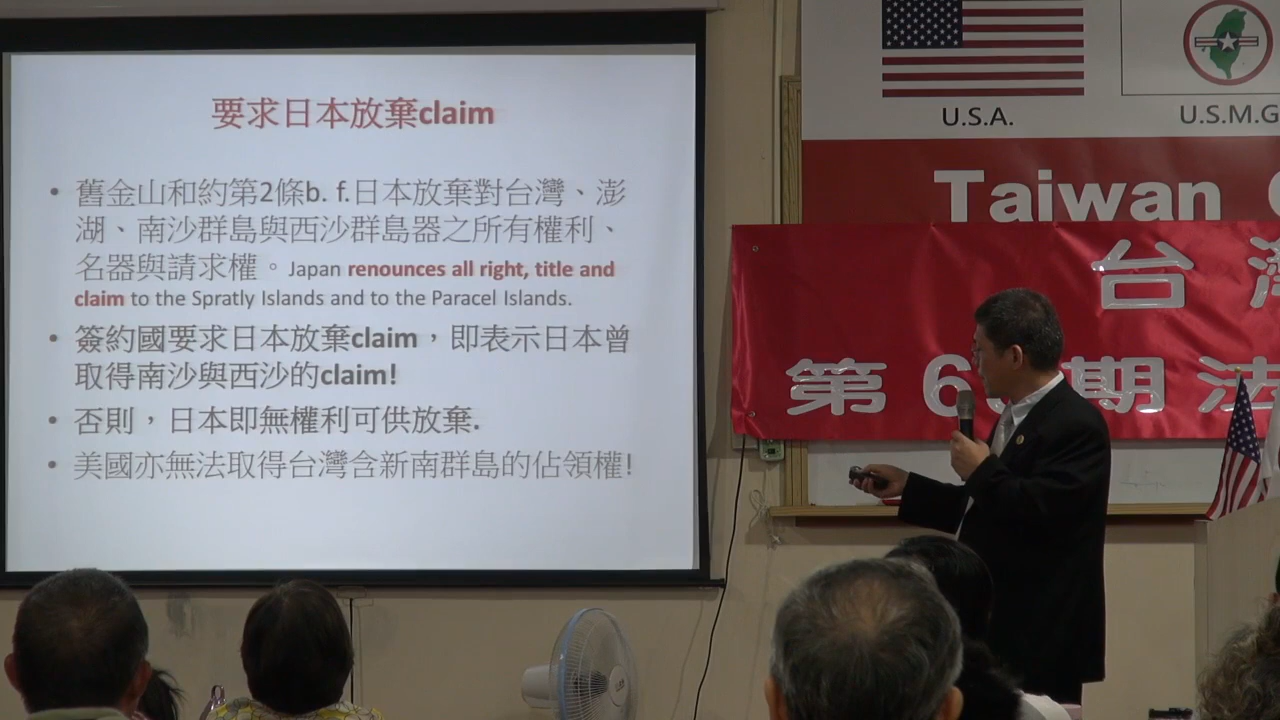 要求日本放棄claim
• 舊金山和約第2條b. f.日本放棄對台灣、澎
湖、南沙群島與西沙群島器之所有權利、
名器與請求權。Japan renounces all right, title and
claim to the Spratly Islands and to the Paracel Islands.
• 簽約國要求日本放棄claim，即表示日本曾
取得南沙與西沙的claim!
• 否則，日本即無權利可供放棄.
• 美國亦無法取得台灣含新南群島的佔領權!
U.S.A.
U.S.M.G
Taiwan
台
第 6 期 法